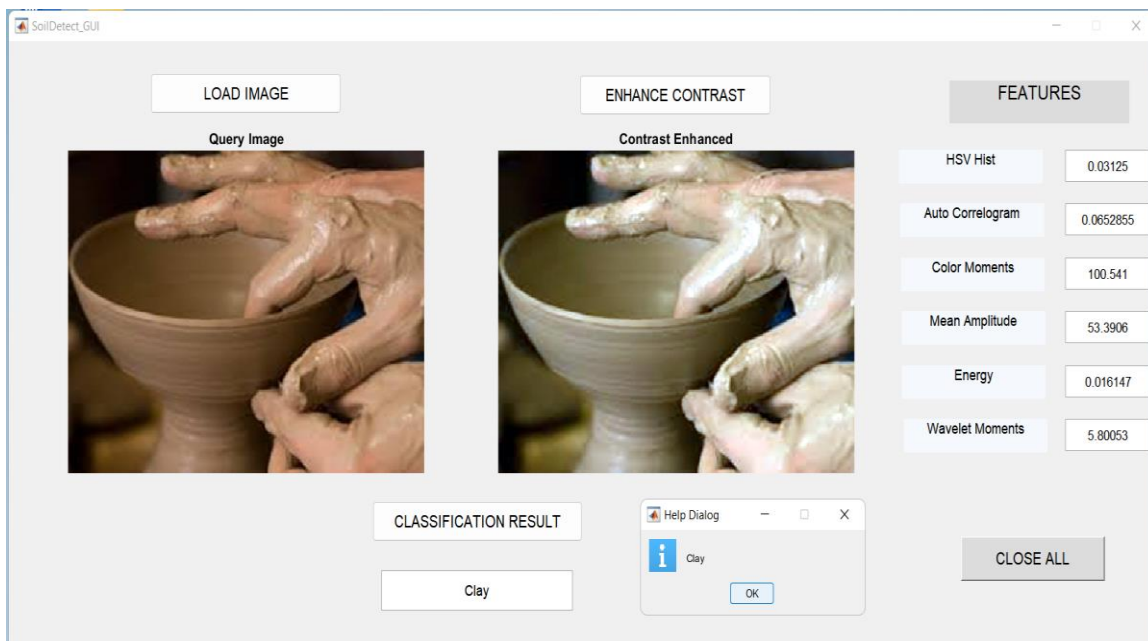 SoilDetect_GUI
LOAD IMAGE
ENHANCE CONTRAST
FEATURES
Query Image
Contrast Enhanced
HSV Hist
0.03125
Auto Correlogram
0.0652855
Color Moments
100.541
Mean Amplitude
53.3906
Energy
0.016147
Wavelet Moments
5.80053
CLASSIFICATION RESULT
Help Dialog
Clay
OK
Clay
CLOSE ALL